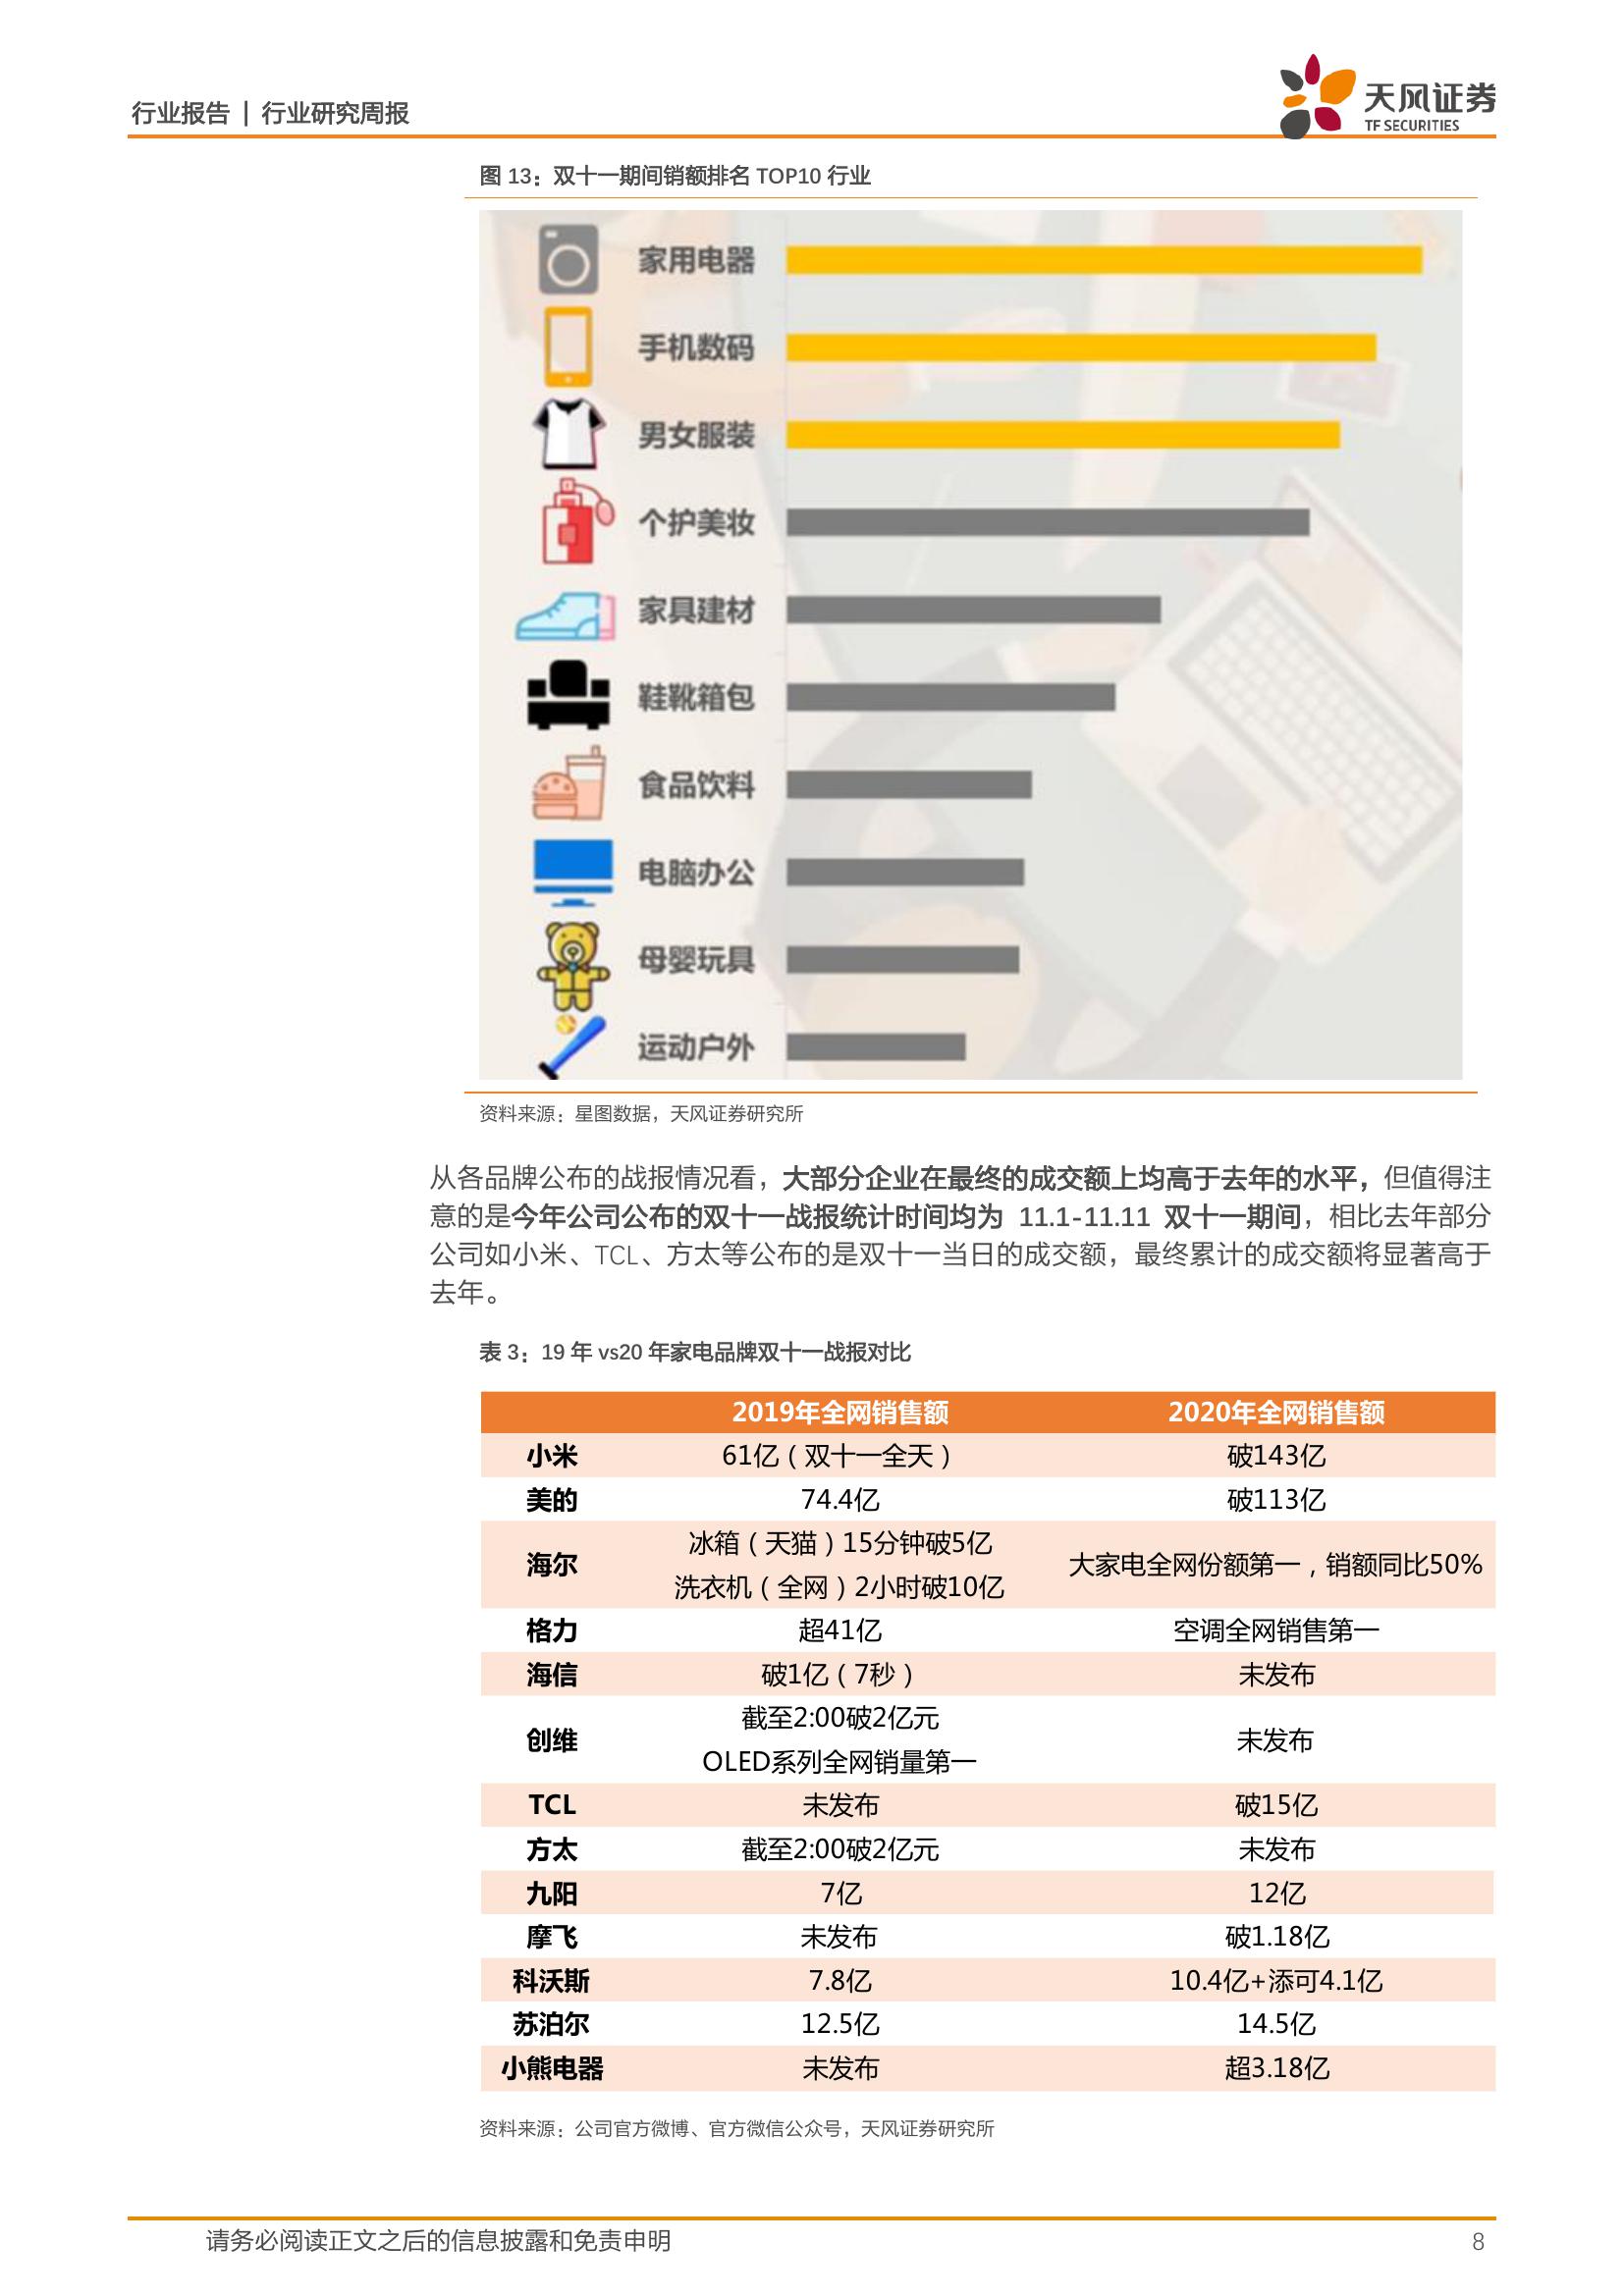 行业报告 | 行业研究周报
天风证券
TF SECURITIES
图 13：双十一期间销额排名 TOP10 行业
家用电器
手机数码
男女服装
个护美妆
家具建材
鞋靴箱包
食品饮料
电脑办公
母婴玩具
运动户外
资料来源：星图数据，天风证券研究所
从各品牌公布的战报情况看，大部分企业在最终的成交额上均高于去年的水平，但值得注
意的是今年公司公布的双十一战报统计时间均为 11.1-11.11 双十一期间，相比去年部分
公司如小米、TCL、方太等公布的是双十一当日的成交额，最终累计的成交额将显著高于
去年。
表 3：19 年 vs20 年家电品牌双十一战报对比
2019年全网销售额 2020年全网销售额
小米 61亿（双十一全天） 破143亿
美的 74.4亿 破113亿
海尔 冰箱（天猫）15分钟破5亿 大家电全网份额第一，销额同比50%
洗衣机（全网）2小时破10亿
格力 超41亿 空调全网销售第一
海信 破1亿（7秒） 未发布
创维 截至2:00破2亿元 未发布
OLED系列全网销量第一
TCL 未发布 破15亿
方太 截至2:00破2亿元 未发布
九阳 7亿 12亿
摩飞 未发布 破1.18亿
科沃斯 7.8亿 10.4亿+添可4.1亿
苏泊尔 12.5亿 14.5亿
小熊电器 未发布 超3.18亿
资料来源：公司官方微博、官方微信公众号，天风证券研究所
请务必阅读正文之后的信息披露和免责申明 8